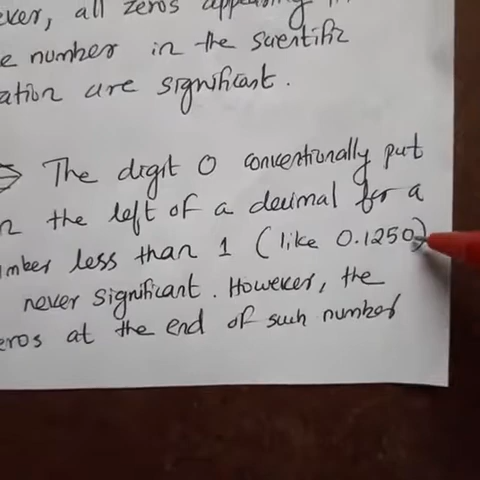 ever, all zeros appearing in
e number in the scientific
ation are significant.
⇒ The digit 0 conventionally put
n the left of a decimal for a
mber less than 1 (like 0.1250)
never significant. However, the
eros at the end of such number